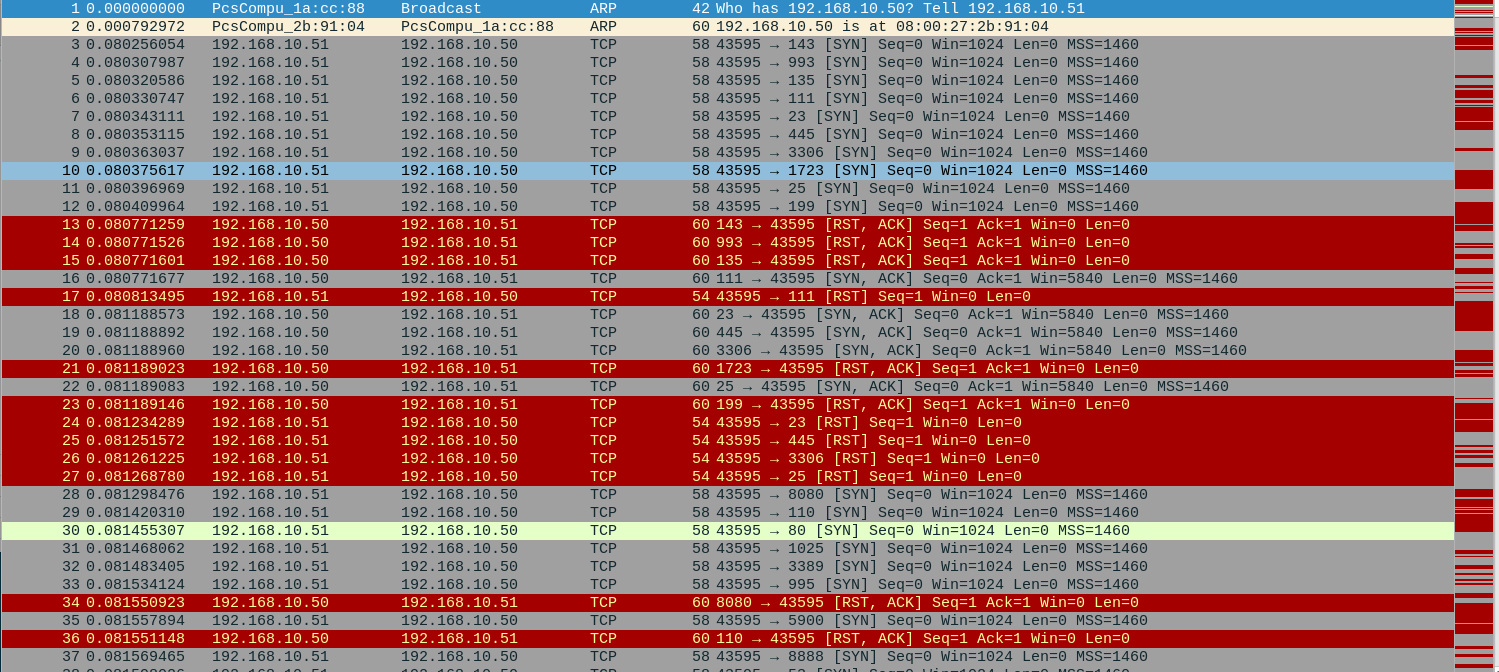 1 0.000000000 PcsCompu_1a:cc:88 Broadcast ARP 42 Who has 192.168.10.50? Tell 192.168.10.51
2 0.000792972 PcsCompu_2b:91:04 PcsCompu_1a:cc:88 ARP 60 192.168.10.50 is at 08:00:27:2b:91:04
3 0.080256054 192.168.10.51 192.168.10.50 TCP 58 43595 → 143 [SYN] Seq=0 Win=1024 Len=0 MSS=1460
4 0.080307987 192.168.10.51 192.168.10.50 TCP 58 43595 → 993 [SYN] Seq=0 Win=1024 Len=0 MSS=1460
5 0.080320586 192.168.10.51 192.168.10.50 TCP 58 43595 → 135 [SYN] Seq=0 Win=1024 Len=0 MSS=1460
6 0.080330747 192.168.10.51 192.168.10.50 TCP 58 43595 → 111 [SYN] Seq=0 Win=1024 Len=0 MSS=1460
7 0.080343111 192.168.10.51 192.168.10.50 TCP 58 43595 → 23 [SYN] Seq=0 Win=1024 Len=0 MSS=1460
8 0.080353115 192.168.10.51 192.168.10.50 TCP 58 43595 → 445 [SYN] Seq=0 Win=1024 Len=0 MSS=1460
9 0.080363037 192.168.10.51 192.168.10.50 TCP 58 43595 → 3306 [SYN] Seq=0 Win=1024 Len=0 MSS=1460
10 0.080375617 192.168.10.51 192.168.10.50 TCP 58 43595 → 1723 [SYN] Seq=0 Win=1024 Len=0 MSS=1460
11 0.080396969 192.168.10.51 192.168.10.50 TCP 58 43595 → 25 [SYN] Seq=0 Win=1024 Len=0 MSS=1460
12 0.080409964 192.168.10.51 192.168.10.50 TCP 58 43595 → 199 [SYN] Seq=0 Win=1024 Len=0 MSS=1460
13 0.080771259 192.168.10.50 192.168.10.51 TCP 60 143 → 43595 [RST, ACK] Seq=1 Ack=1 Win=0 Len=0
14 0.080771526 192.168.10.50 192.168.10.51 TCP 60 993 → 43595 [RST, ACK] Seq=1 Ack=1 Win=0 Len=0
15 0.080771601 192.168.10.50 192.168.10.51 TCP 60 135 → 43595 [RST, ACK] Seq=1 Ack=1 Win=0 Len=0
16 0.080771677 192.168.10.50 192.168.10.51 TCP 60 111 → 43595 [SYN, ACK] Seq=0 Ack=1 Win=5840 Len=0 MSS=1460
17 0.080813495 192.168.10.51 192.168.10.50 TCP 54 43595 → 111 [RST] Seq=1 Win=0 Len=0
18 0.081188573 192.168.10.50 192.168.10.51 TCP 60 23 → 43595 [SYN, ACK] Seq=0 Ack=1 Win=5840 Len=0 MSS=1460
19 0.081188892 192.168.10.50 192.168.10.51 TCP 60 445 → 43595 [SYN, ACK] Seq=0 Ack=1 Win=5840 Len=0 MSS=1460
20 0.081188960 192.168.10.50 192.168.10.51 TCP 60 3306 → 43595 [SYN, ACK] Seq=0 Ack=1 Win=5840 Len=0 MSS=1460
21 0.081189023 192.168.10.50 192.168.10.51 TCP 60 1723 → 43595 [RST, ACK] Seq=1 Ack=1 Win=0 Len=0
22 0.081189083 192.168.10.50 192.168.10.51 TCP 60 25 → 43595 [SYN, ACK] Seq=0 Ack=1 Win=5840 Len=0 MSS=1460
23 0.081189146 192.168.10.50 192.168.10.51 TCP 60 199 → 43595 [RST, ACK] Seq=1 Ack=1 Win=0 Len=0
24 0.081234289 192.168.10.51 192.168.10.50 TCP 54 43595 → 23 [RST] Seq=1 Win=0 Len=0
25 0.081251572 192.168.10.51 192.168.10.50 TCP 54 43595 → 445 [RST] Seq=1 Win=0 Len=0
26 0.081261225 192.168.10.51 192.168.10.50 TCP 54 43595 → 3306 [RST] Seq=1 Win=0 Len=0
27 0.081268780 192.168.10.51 192.168.10.50 TCP 54 43595 → 25 [RST] Seq=1 Win=0 Len=0
28 0.081298476 192.168.10.51 192.168.10.50 TCP 58 43595 → 8080 [SYN] Seq=0 Win=1024 Len=0 MSS=1460
29 0.081420310 192.168.10.51 192.168.10.50 TCP 58 43595 → 110 [SYN] Seq=0 Win=1024 Len=0 MSS=1460
30 0.081455307 192.168.10.51 192.168.10.50 TCP 58 43595 → 80 [SYN] Seq=0 Win=1024 Len=0 MSS=1460
31 0.081468062 192.168.10.51 192.168.10.50 TCP 58 43595 → 1025 [SYN] Seq=0 Win=1024 Len=0 MSS=1460
32 0.081483405 192.168.10.51 192.168.10.50 TCP 58 43595 → 3389 [SYN] Seq=0 Win=1024 Len=0 MSS=1460
33 0.081534124 192.168.10.51 192.168.10.50 TCP 58 43595 → 995 [SYN] Seq=0 Win=1024 Len=0 MSS=1460
34 0.081550923 192.168.10.50 192.168.10.51 TCP 60 8080 → 43595 [RST, ACK] Seq=1 Ack=1 Win=0 Len=0
35 0.081557894 192.168.10.51 192.168.10.50 TCP 58 43595 → 5900 [SYN] Seq=0 Win=1024 Len=0 MSS=1460
36 0.081551148 192.168.10.50 192.168.10.51 TCP 60 110 → 43595 [RST, ACK] Seq=1 Ack=1 Win=0 Len=0
37 0.081569465 192.168.10.51 192.168.10.50 TCP 58 43595 → 8888 [SYN] Seq=0 Win=1024 Len=0 MSS=1460